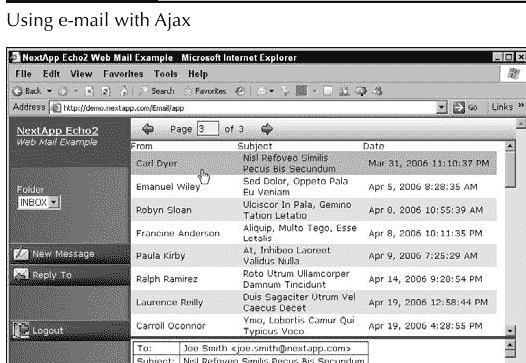 Using e-mail with Ajax
NextApp Echo2 Web Mail Example - Microsoft Internet Explorer
File Edit View Favorites Tools Help
Back Search Favorites
Address http://demo.nextapp.com/Email/app Go Links »
NextApp Echo2
Web Mail Example
Folder
INBOX
New Message
Reply To
Logout
Page 3 of 3
From Subject Date
Carl Dyer Nisl Refoveo Similis Pecus Bis Secundum Mar 31, 2006 11:10:37 PM
Emanuel Wiley Sed Dolor, Oppeto Pala Eu Veniam Apr 5, 2006 8:28:35 AM
Robyn Sloan Ulciscor In Pala, Gemino Tation Letatio Apr 8, 2006 10:55:39 AM
Francine Anderson Aliquip, Multo Tego, Esse Letalis Apr 8, 2006 10:11:35 PM
Paula Kirby At, Inhibeo Laoreet Validus Nulla Apr 9, 2006 7:25:29 AM
Ralph Ramirez Roto Utrum Ullamcorper Damnum Tincidunt Apr 14, 2006 9:28:54 PM
Laurence Reilly Duis Sagaciter Utrum Vel Caecus Decet Apr 19, 2006 12:58:44 PM
Carroll Oconnor Ymo, Lobortis Camur Qui Typicus Voco Apr 19, 2006 4:28:55 PM
To: Joe Smith <joe.smith@nextapp.com>
Subject: Nisl Refoveo Similis Pecus Bis Secundum